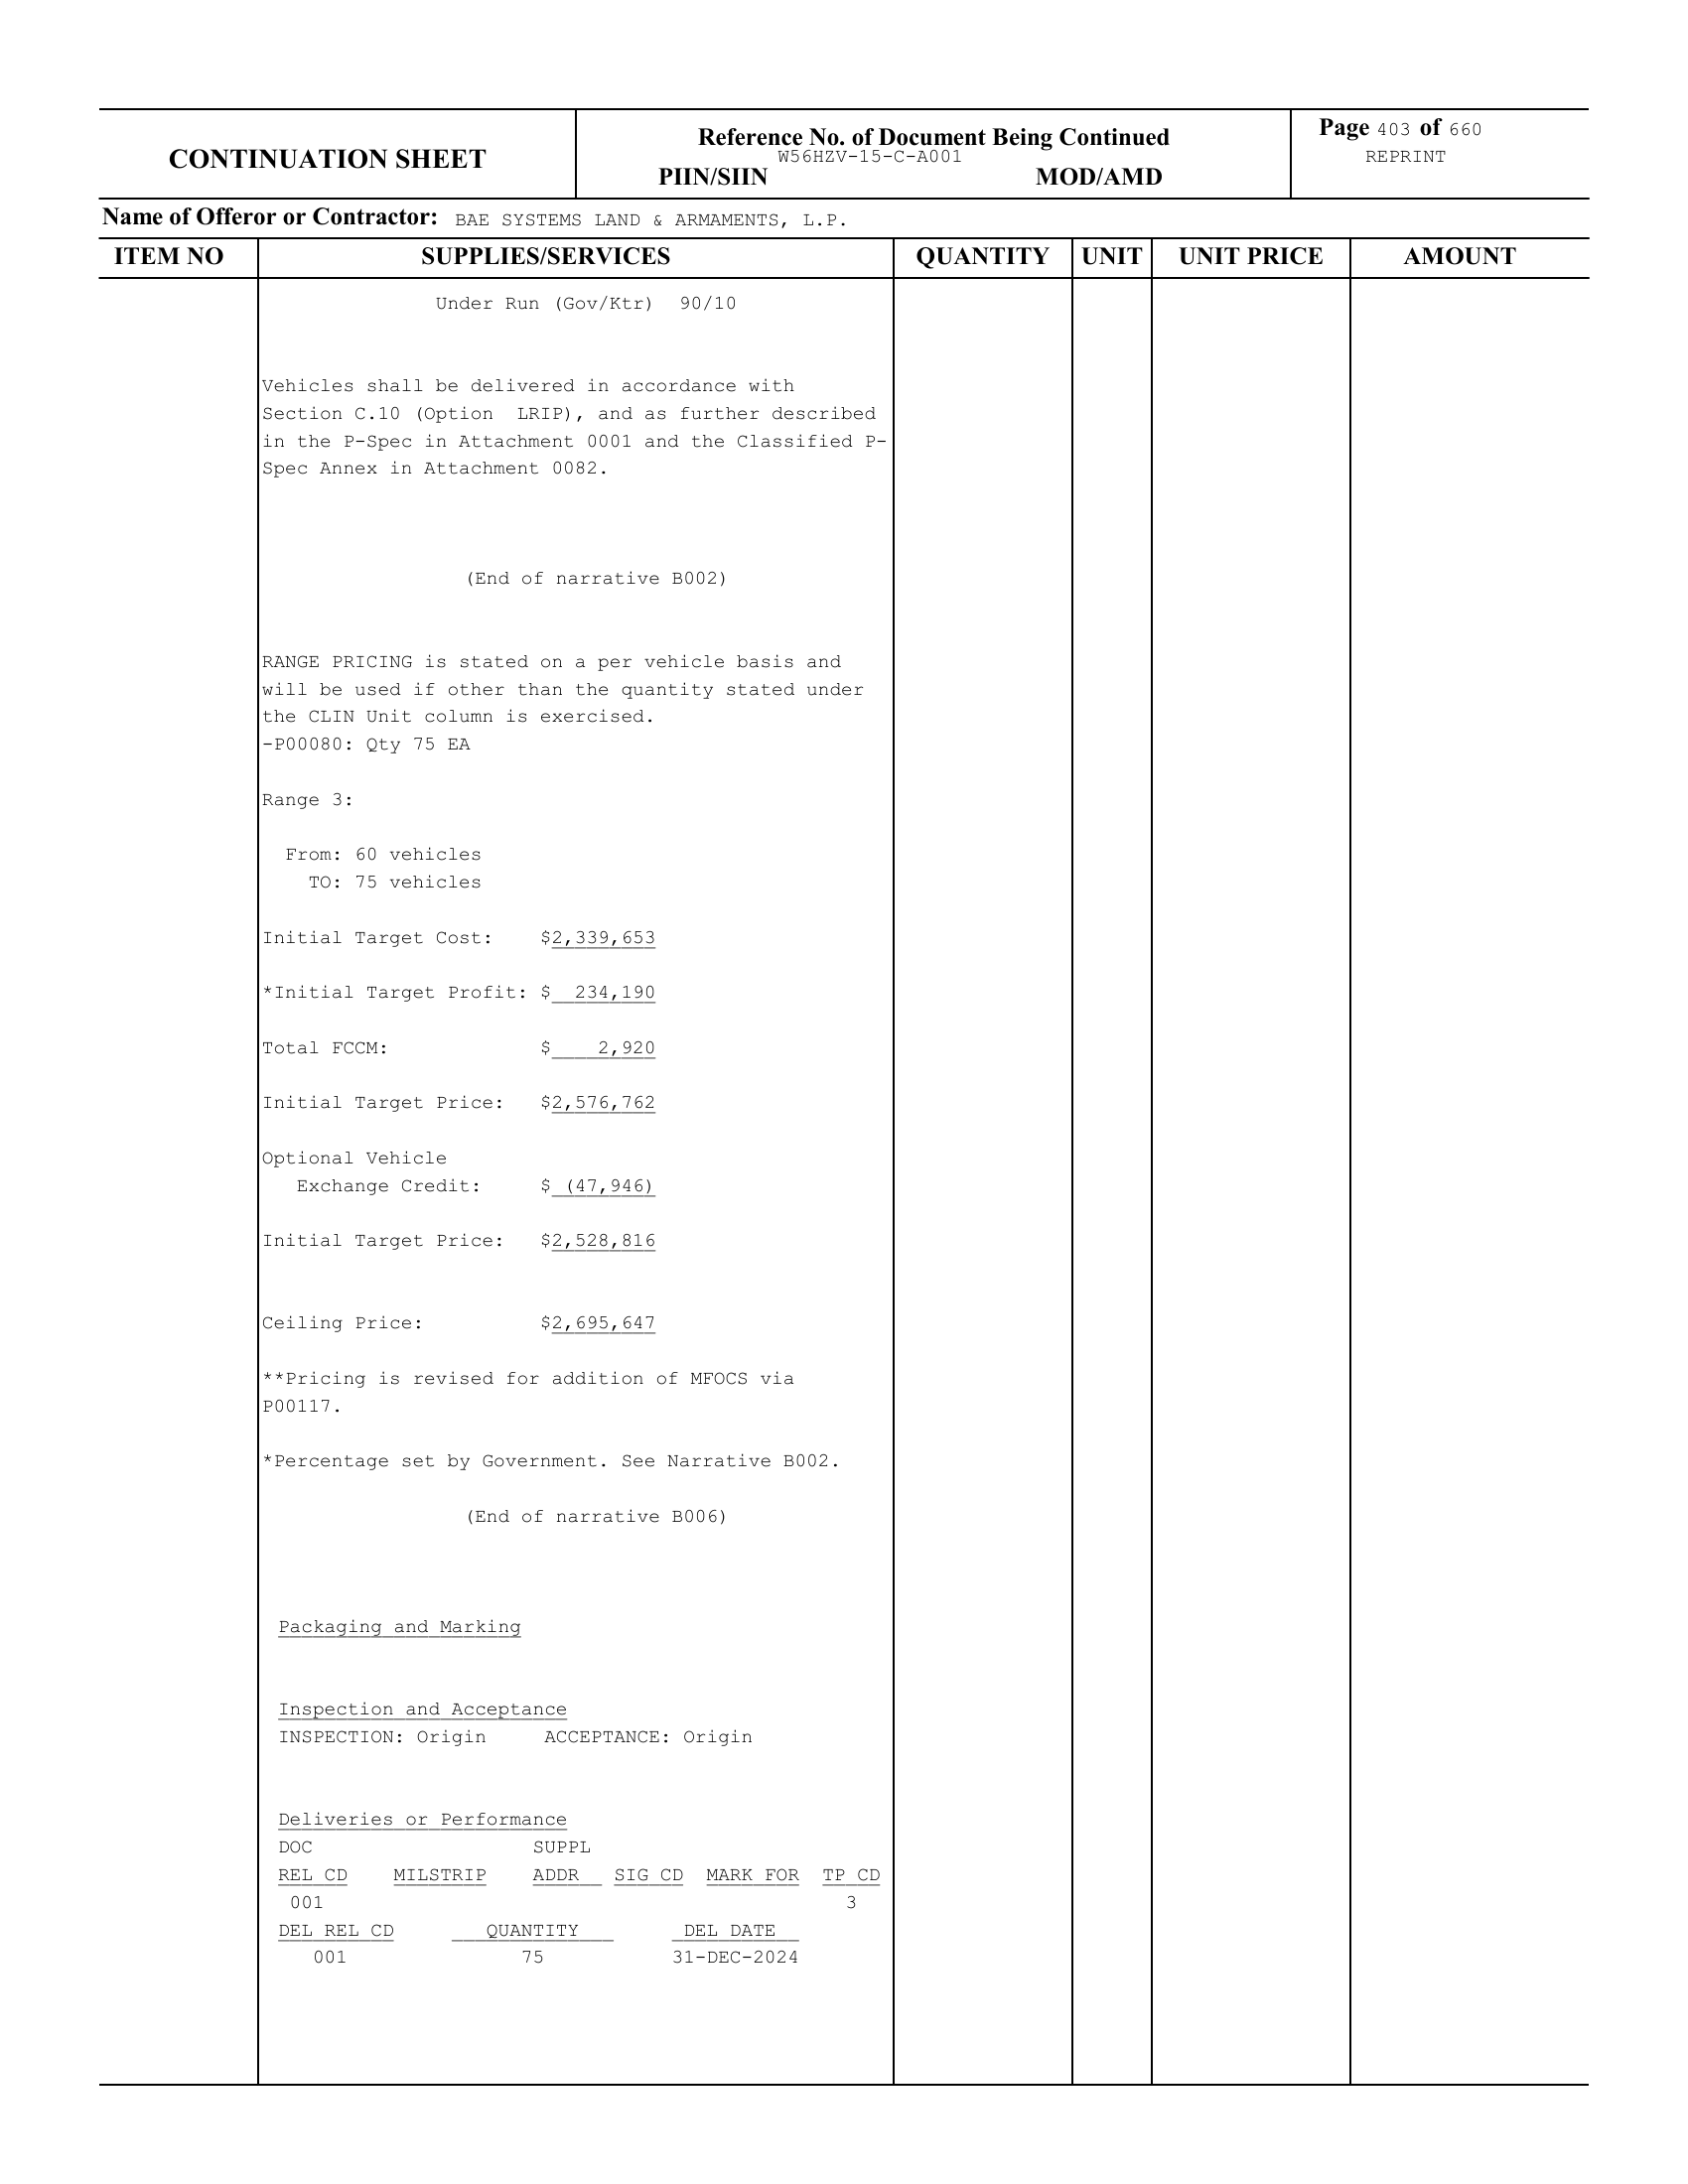 CONTINUATION SHEET
Reference No. of Document Being Continued
W56HZV-15-C-A001
PIIN/SIIN MOD/AMD
Page 403 of 660
REPRINT
Name of Offeror or Contractor: BAE SYSTEMS LAND & ARMAMENTS, L.P.
ITEM NO SUPPLIES/SERVICES QUANTITY UNIT UNIT PRICE AMOUNT
Under Run (Gov/Ktr) 90/10
Vehicles shall be delivered in accordance with
Section C.10 (Option LRIP), and as further described
in the P-Spec in Attachment 0001 and the Classified P-
Spec Annex in Attachment 0082.
(End of narrative B002)
RANGE PRICING is stated on a per vehicle basis and
will be used if other than the quantity stated under
the CLIN Unit column is exercised.
-P00080: Qty 75 EA
Range 3:
From: 60 vehicles
TO: 75 vehicles
Initial Target Cost: $2,339,653
*Initial Target Profit: $ 234,190
Total FCCM: $ 2,920
Initial Target Price: $2,576,762
Optional Vehicle
Exchange Credit: $ (47,946)
Initial Target Price: $2,528,816
Ceiling Price: $2,695,647
**Pricing is revised for addition of MFOCS via
P00117.
*Percentage set by Government. See Narrative B002.
(End of narrative B006)
Packaging and Marking
Inspection and Acceptance
INSPECTION: Origin ACCEPTANCE: Origin
Deliveries or Performance
DOC SUPPL
REL CD MILSTRIP ADDR SIG CD MARK FOR TP CD
001 3
DEL REL CD QUANTITY DEL DATE
001 75 31-DEC-2024